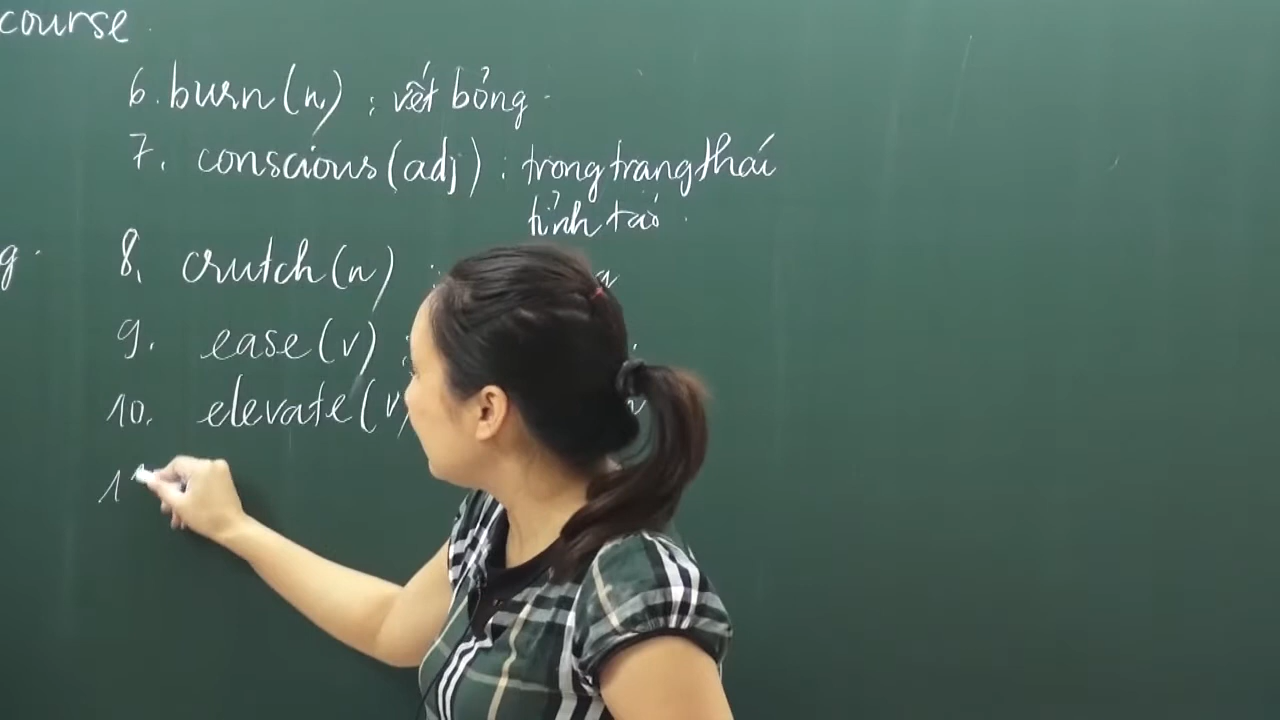 course.
6. burn (n) : vết bỏng.
7. conscious (adj) : trong trạng thái
tỉnh táo.
8. crutch (n) :
9. ease (v) :
10. elevate (v)